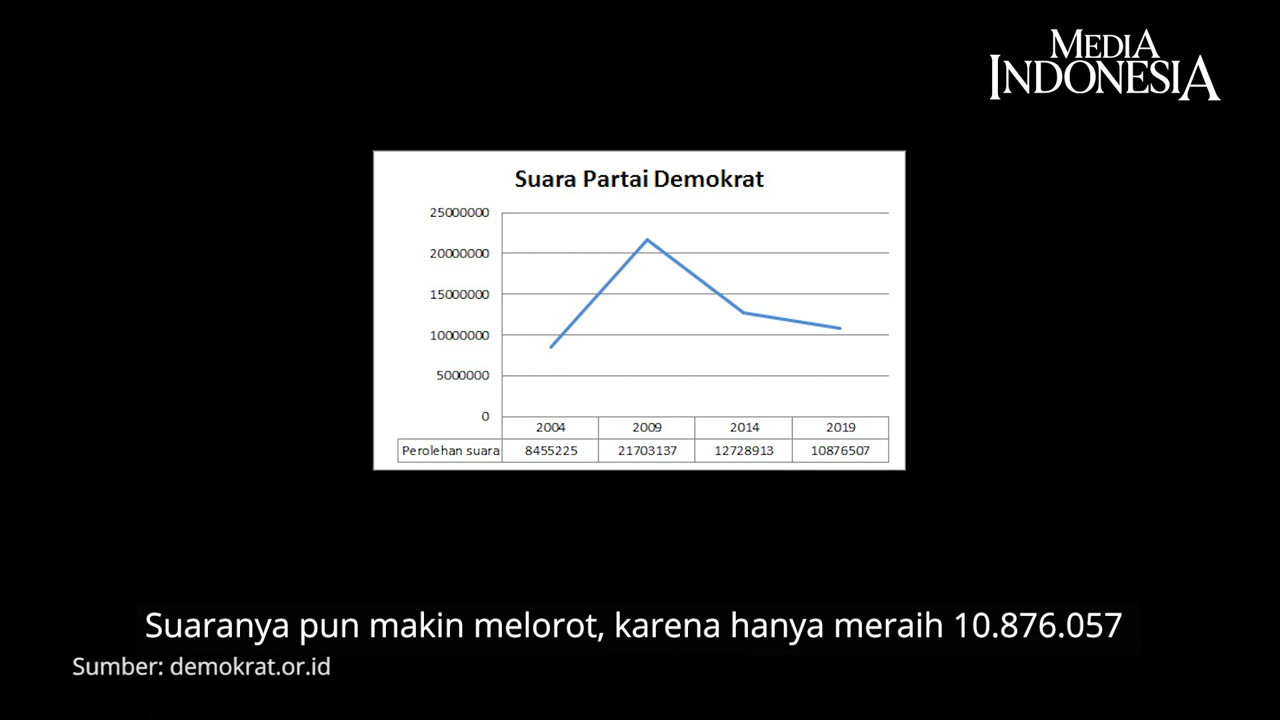 MEDIA
INDONESIA
Suara Partai Demokrat
25000000
20000000
15000000
10000000
5000000
0
2004 2009 2014 2019
Perolehan suara 8455225 21703137 12728913 10876507
Suaranya pun makin melorot, karena hanya meraih 10.876.057
Sumber: demokrat.or.id